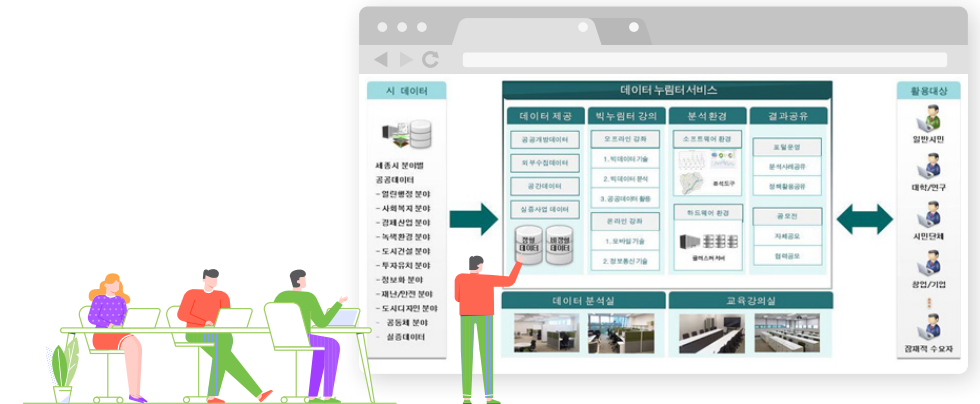 시 데이터
세종시 분야별
공공데이터
- 열린행정 분야
- 사회복지 분야
- 경제산업 분야
- 녹색환경 분야
- 도시건설 분야
- 투자유치 분야
- 정보화 분야
- 재난/안전 분야
- 도시디자인 분야
- 공동체 분야
- 실증데이터
데이터 누림터서비스
데이터 제공
공공개방데이터
외부수집데이터
공간데이터
실증사업 데이터
정형
데이터
비정형
데이터
빅누림터 강의
오프라인 강좌
1. 빅데이터 기술
2. 빅데이터 분석
3. 공공데이터 활용
온라인 강좌
1. 모바일 기술
2. 정보통신 기술
분석환경
소프트웨어 환경
분석도구
하드웨어 환경
클러스터 서버
결과공유
포털운영
분석사례공유
정책활용공유
공모전
자체공모
협력공모
데이터 분석실
교육강의실
활용대상
일반시민
대학/연구
시민단체
창업/기업
잠재적 수요자